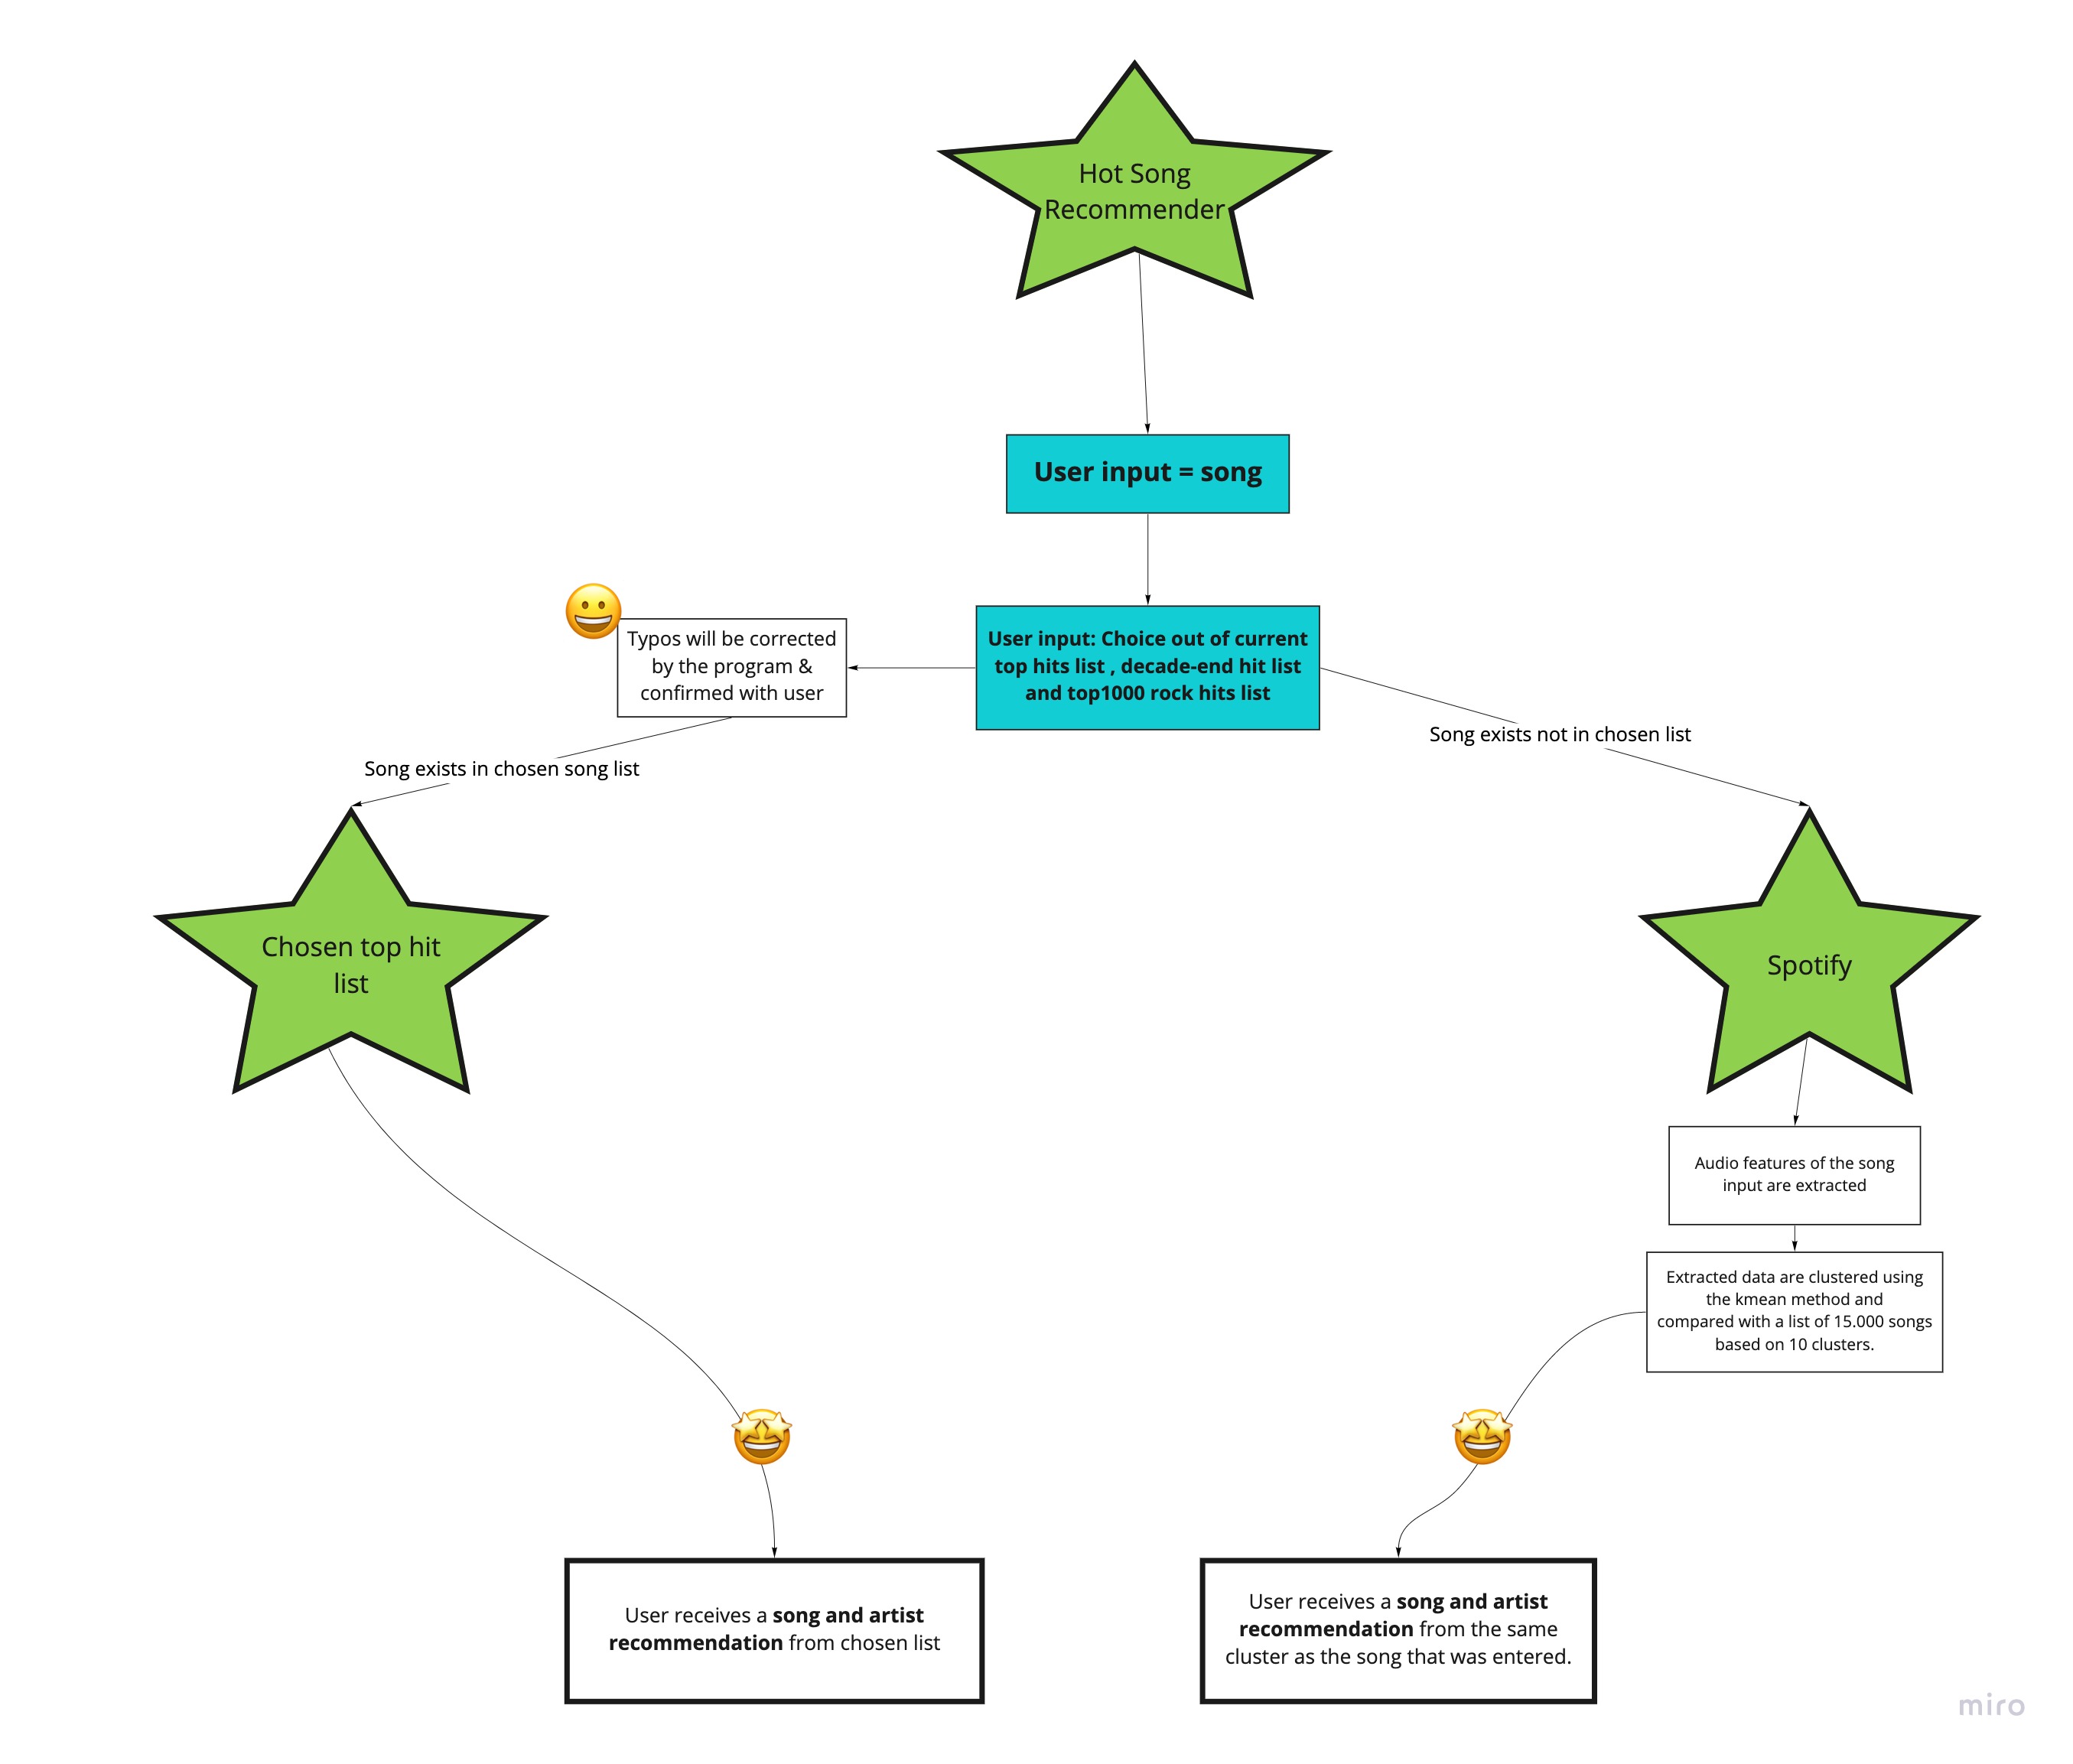 Hot Song
Recommender
User input = song
User input: Choice out of current
top hits list , decade-end hit list
and top1000 rock hits list
Typos will be corrected
by the program &
confirmed with user
Song exists in chosen song list
Song exists not in chosen list
Chosen top hit
list
Spotify
Audio features of the song
input are extracted
Extracted data are clustered using
the kmean method and
compared with a list of 15.000 songs
based on 10 clusters.
User receives a song and artist
recommendation from chosen list
User receives a song and artist
recommendation from the same
cluster as the song that was entered.
miro